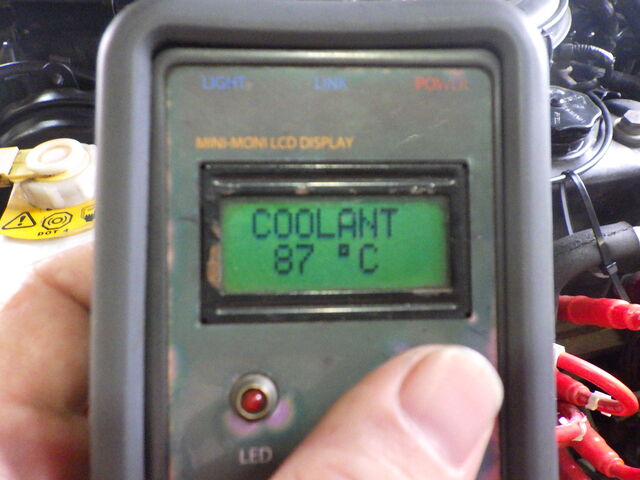 LIGHT LINK POWER
MINI-MONI LCD DISPLAY
COOLANT
87 °C
DOT 4
LED